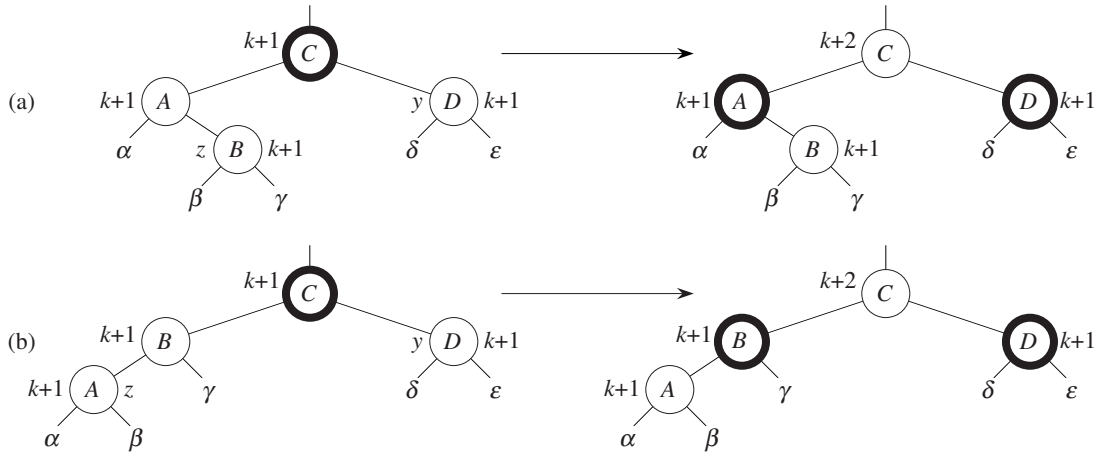 k+1 C k+2 C
(a) k+1 A y D k+1 k+1 A D k+1
α z B k+1 δ ε α B k+1 δ ε
β γ β γ
k+1 C k+2 C
(b) k+1 B y D k+1 k+1 B D k+1
k+1 A z γ δ ε k+1 A γ δ ε
α β α β